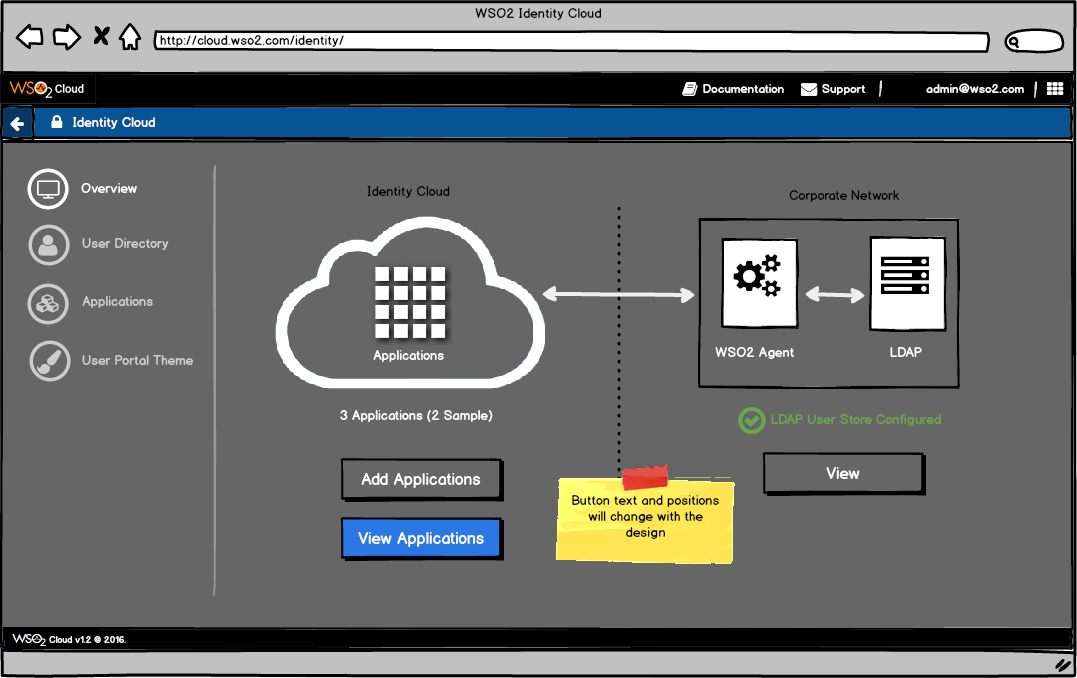 WSO2 Identity Cloud
http://cloud.wso2.com/identity/
WSO2 Cloud
Documentation
Support
admin@wso2.com
Identity Cloud
Overview
User Directory
Applications
User Portal Theme
Identity Cloud
Corporate Network
Applications
WSO2 Agent
LDAP
3 Applications (2 Sample)
LDAP User Store Configured
Add Applications
View Applications
View
Button text and positions
will change with the
design
WSO2 Cloud v1.2 © 2016.